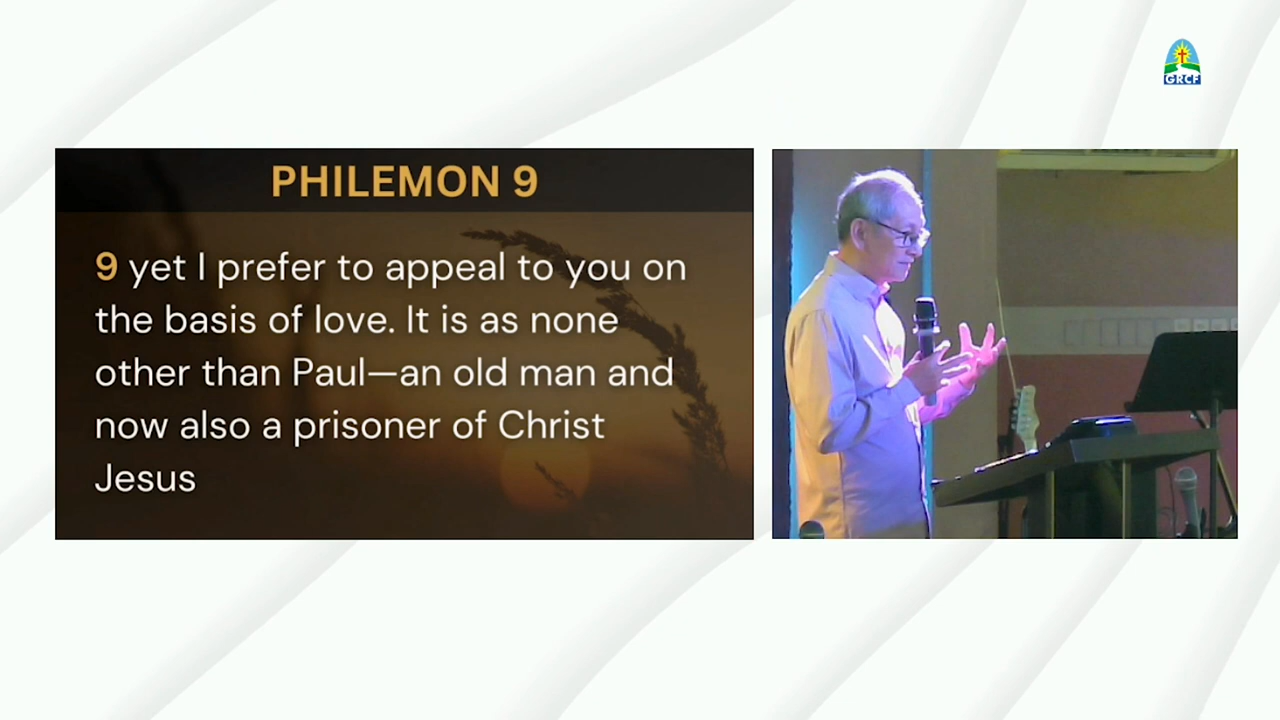 GRCF
PHILEMON 9
9 yet I prefer to appeal to you on
the basis of love. It is as none
other than Paul—an old man and
now also a prisoner of Christ
Jesus